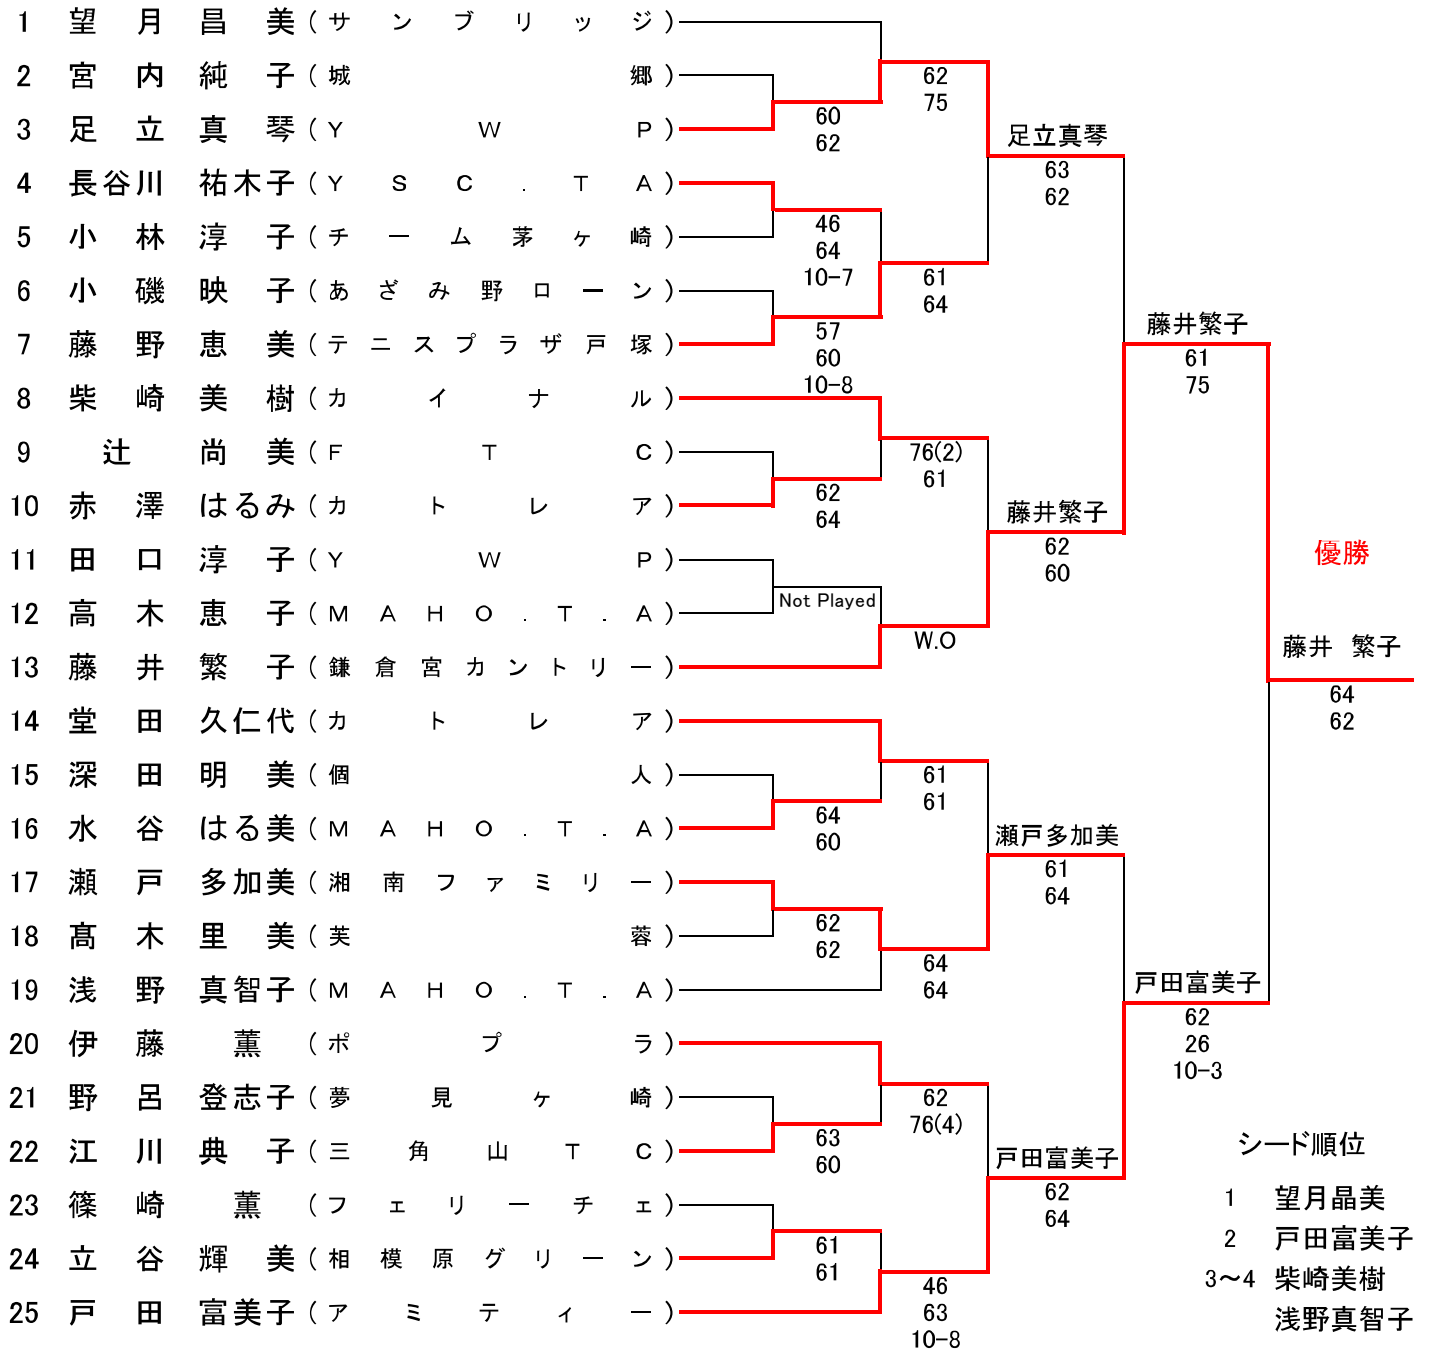 1 望月昌美(サンブリッジ)
2 宮内純子(城郷)
3 足立真琴(YWP)
4 長谷川祐木子(YSC.TA)
5 小林淳子(チーム茅ヶ崎)
6 小磯映子(あざみ野ローン)
7 藤野恵美(テニスプラザ戸塚)
8 柴崎美樹(カイナル)
9 辻尚美(FTC)
10 赤澤はるみ(カトレア)
11 田口淳子(YWP)
12 高木恵子(MAHO.T.A)
13 藤井繁子(鎌倉宮カントリー)
14 堂田久仁代(カトレア)
15 深田明美(個人)
16 水谷はる美(MAHO.T.A)
17 瀬戸多加美(湘南ファミリー)
18 髙木里美(芙蓉)
19 浅野真智子(MAHO.T.A)
20 伊藤薫(ポプラ)
21 野呂登志子(夢見ヶ崎)
22 江川典子(三角山TC)
23 篠崎薫(フェリーチェ)
24 立谷輝美(相模原グリーン)
25 戸田富美子(アミティー)
60
62
46
64
10-7
57
60
10-8
62
64
Not Played
64
60
62
62
63
60
61
61
62
75
61
64
76(2)
61
W.O
61
61
64
64
62
76(4)
46
63
10-8
足立真琴
63
62
藤井繁子
62
60
瀬戸多加美
61
64
戸田富美子
62
64
藤井繁子
61
75
戸田富美子
62
26
10-3
優勝
藤井 繁子
64
62
シード順位
1 望月晶美
2 戸田富美子
3～4 柴崎美樹
浅野真智子